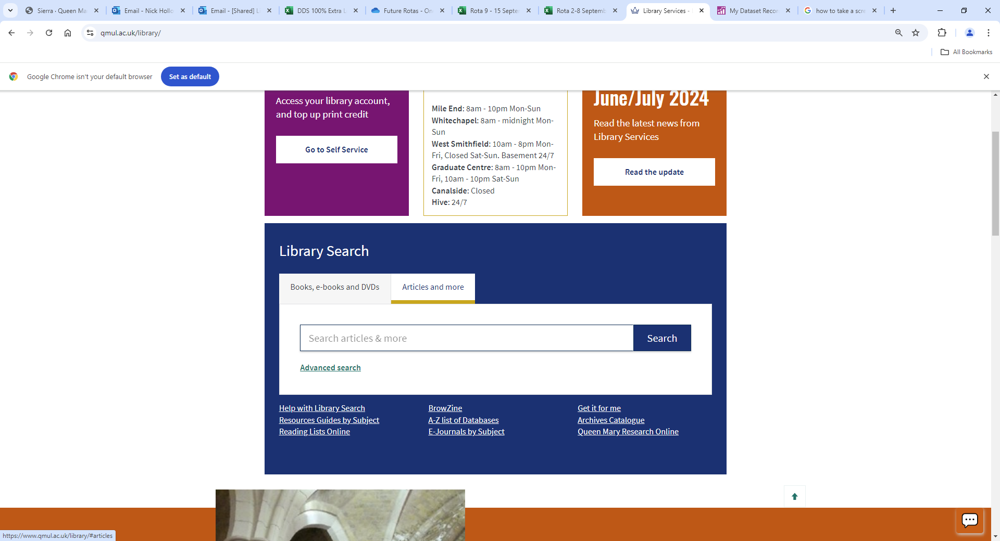 Sierra · Queen Ma
Email - Nick Hollo
Email - [Shared] L
DDS 100% Extra L
Future Rotas - On
Rota 9 - 15 Septer
Rota 2-8 Septemb
Library Services -
My Dataset Recor
how to take a scre
qmul.ac.uk/library/
All Bookmarks
Google Chrome isn't your default browser
Set as default
Access your library account,
and top up print credit
Go to Self Service
Mile End: 8am - 10pm Mon-Sun
Whitechapel: 8am - midnight Mon-
Sun
West Smithfield: 10am - 8pm Mon-
Fri, Closed Sat-Sun. Basement 24/7
Graduate Centre: 8am - 10pm Mon-
Fri, 10am - 10pm Sat-Sun
Canalside: Closed
Hive: 24/7
June/July 2024
Read the latest news from
Library Services
Read the update
Library Search
Books, e-books and DVDs
Articles and more
Search articles & more
Search
Advanced search
Help with Library Search
Resources Guides by Subject
Reading Lists Online
BrowZine
A-Z list of Databases
E-Journals by Subject
Get it for me
Archives Catalogue
Queen Mary Research Online
https://www.qmul.ac.uk/library/#articles